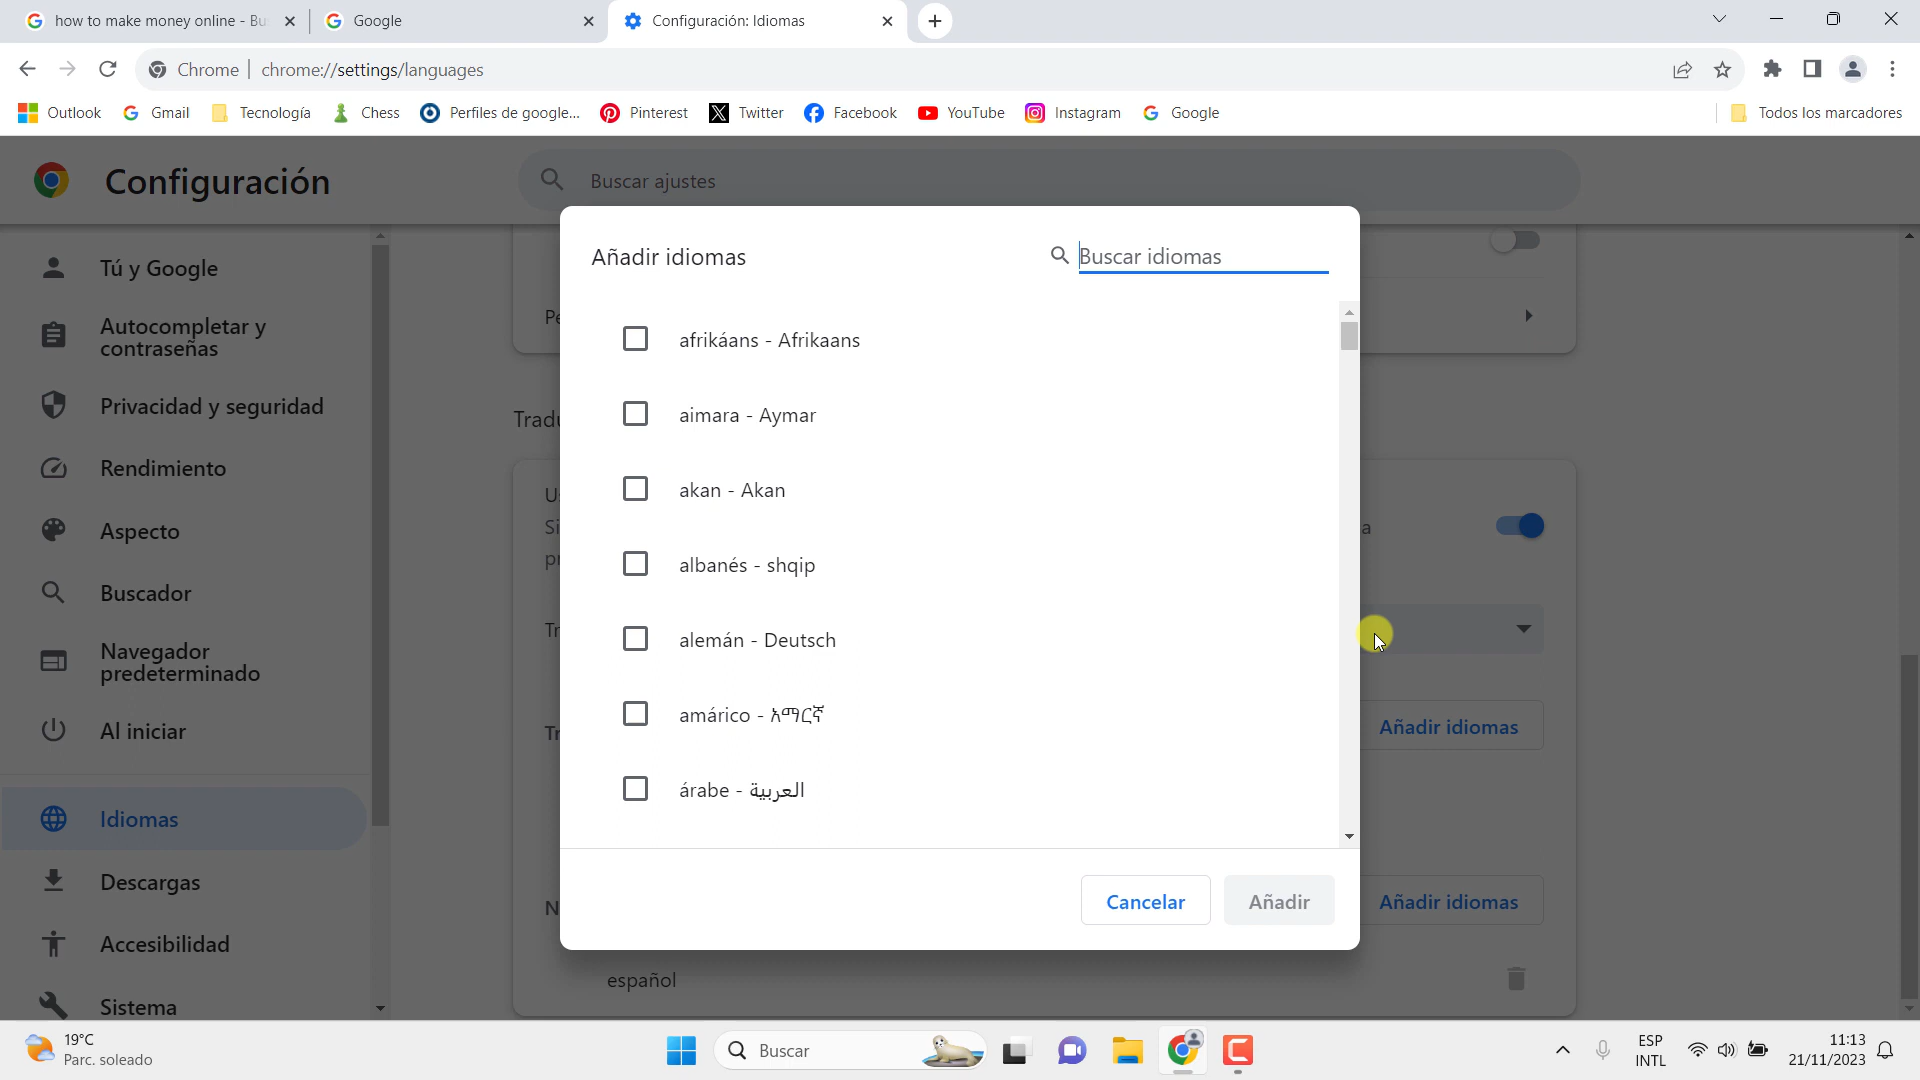 how to make money online - Bu
Google
Configuración: Idiomas
Chrome
chrome://settings/languages
Outlook
Gmail
Tecnología
Chess
Perfiles de google...
Pinterest
Twitter
Facebook
YouTube
Instagram
Google
Todos los marcadores
Configuración
Buscar ajustes
Tú y Google
Autocompletar y
contraseñas
Privacidad y seguridad
Rendimiento
Aspecto
Buscador
Navegador
predeterminado
Al iniciar
Idiomas
Descargas
Accesibilidad
Sistema
Añadir idiomas
Buscar idiomas
afrikáans - Afrikaans
aimara - Aymar
akan - Akan
albanés - shqip
alemán - Deutsch
amárico - አማርኛ
árabe - العربية
Cancelar
Añadir
Añadir idiomas
Añadir idiomas
español
19°C
Parc. soleado
Buscar
ESP
INTL
11:13
21/11/2023